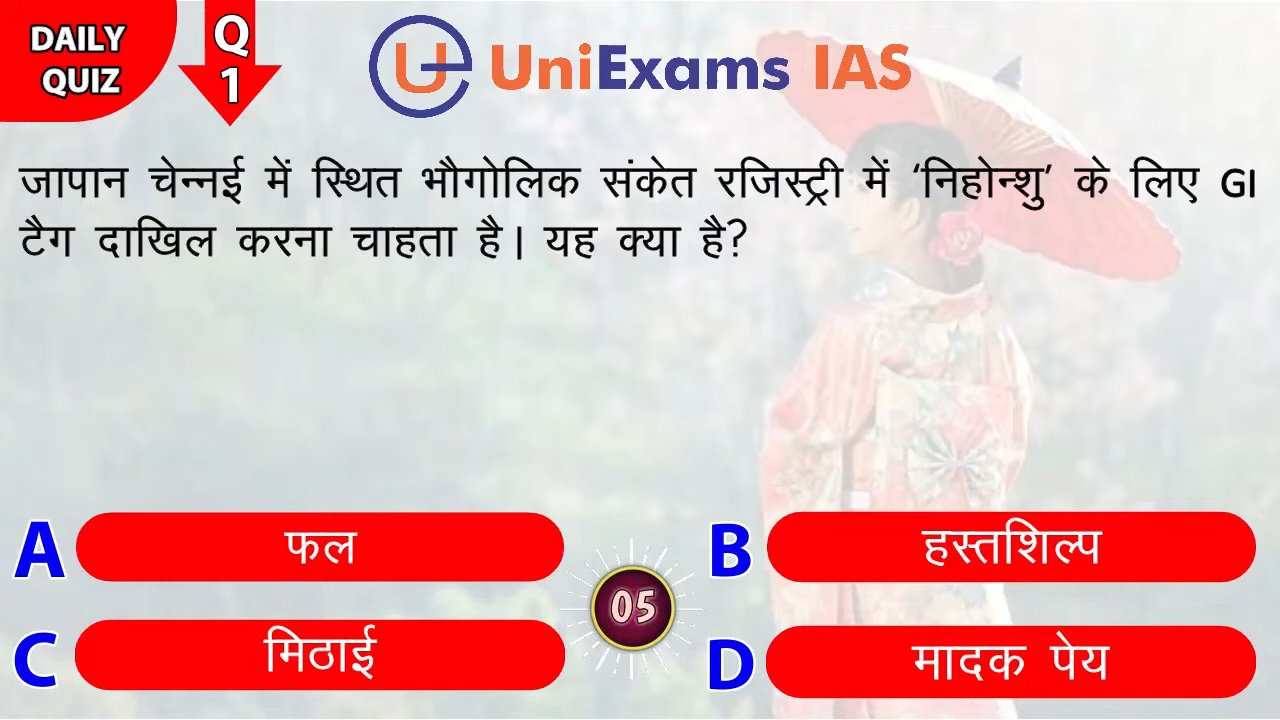 DAILY
QUIZ
Q
1
UniExams IAS
जापान चेन्नई में स्थित भौगोलिक संकेत रजिस्ट्री में ‘निहोन्शु’ के लिए GI
टैग दाखिल करना चाहता है। यह क्या है?
A फल
B हस्तशिल्प
05
C मिठाई
D मादक पेय